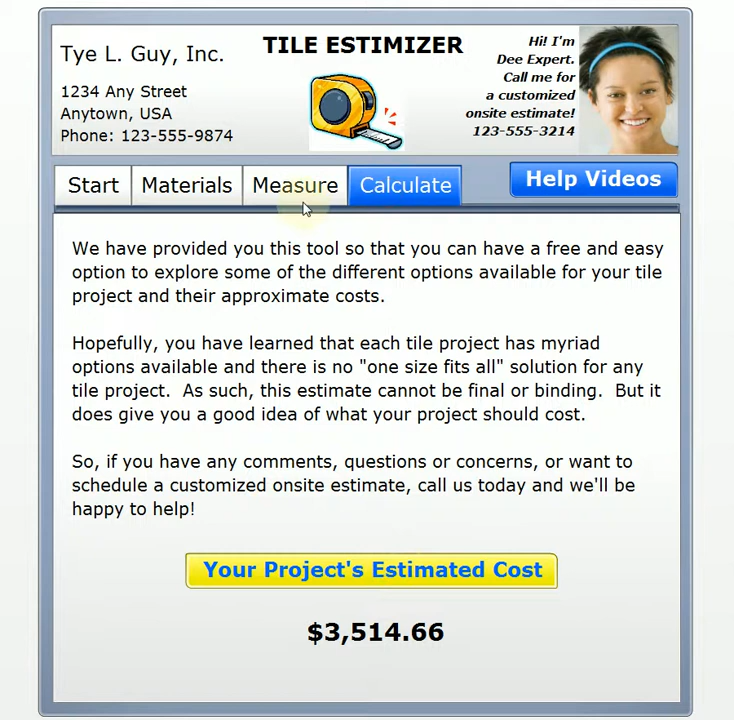 Tye L. Guy, Inc.
1234 Any Street
Anytown, USA
Phone: 123-555-9874
TILE ESTIMIZER
Hi! I'm
Dee Expert.
Call me for
a customized
onsite estimate!
123-555-3214
Start
Materials
Measure
Calculate
Help Videos
We have provided you this tool so that you can have a free and easy
option to explore some of the different options available for your tile
project and their approximate costs.
Hopefully, you have learned that each tile project has myriad
options available and there is no "one size fits all" solution for any
tile project.  As such, this estimate cannot be final or binding.  But it
does give you a good idea of what your project should cost.
So, if you have any comments, questions or concerns, or want to
schedule a customized onsite estimate, call us today and we'll be
happy to help!
Your Project's Estimated Cost
$3,514.66